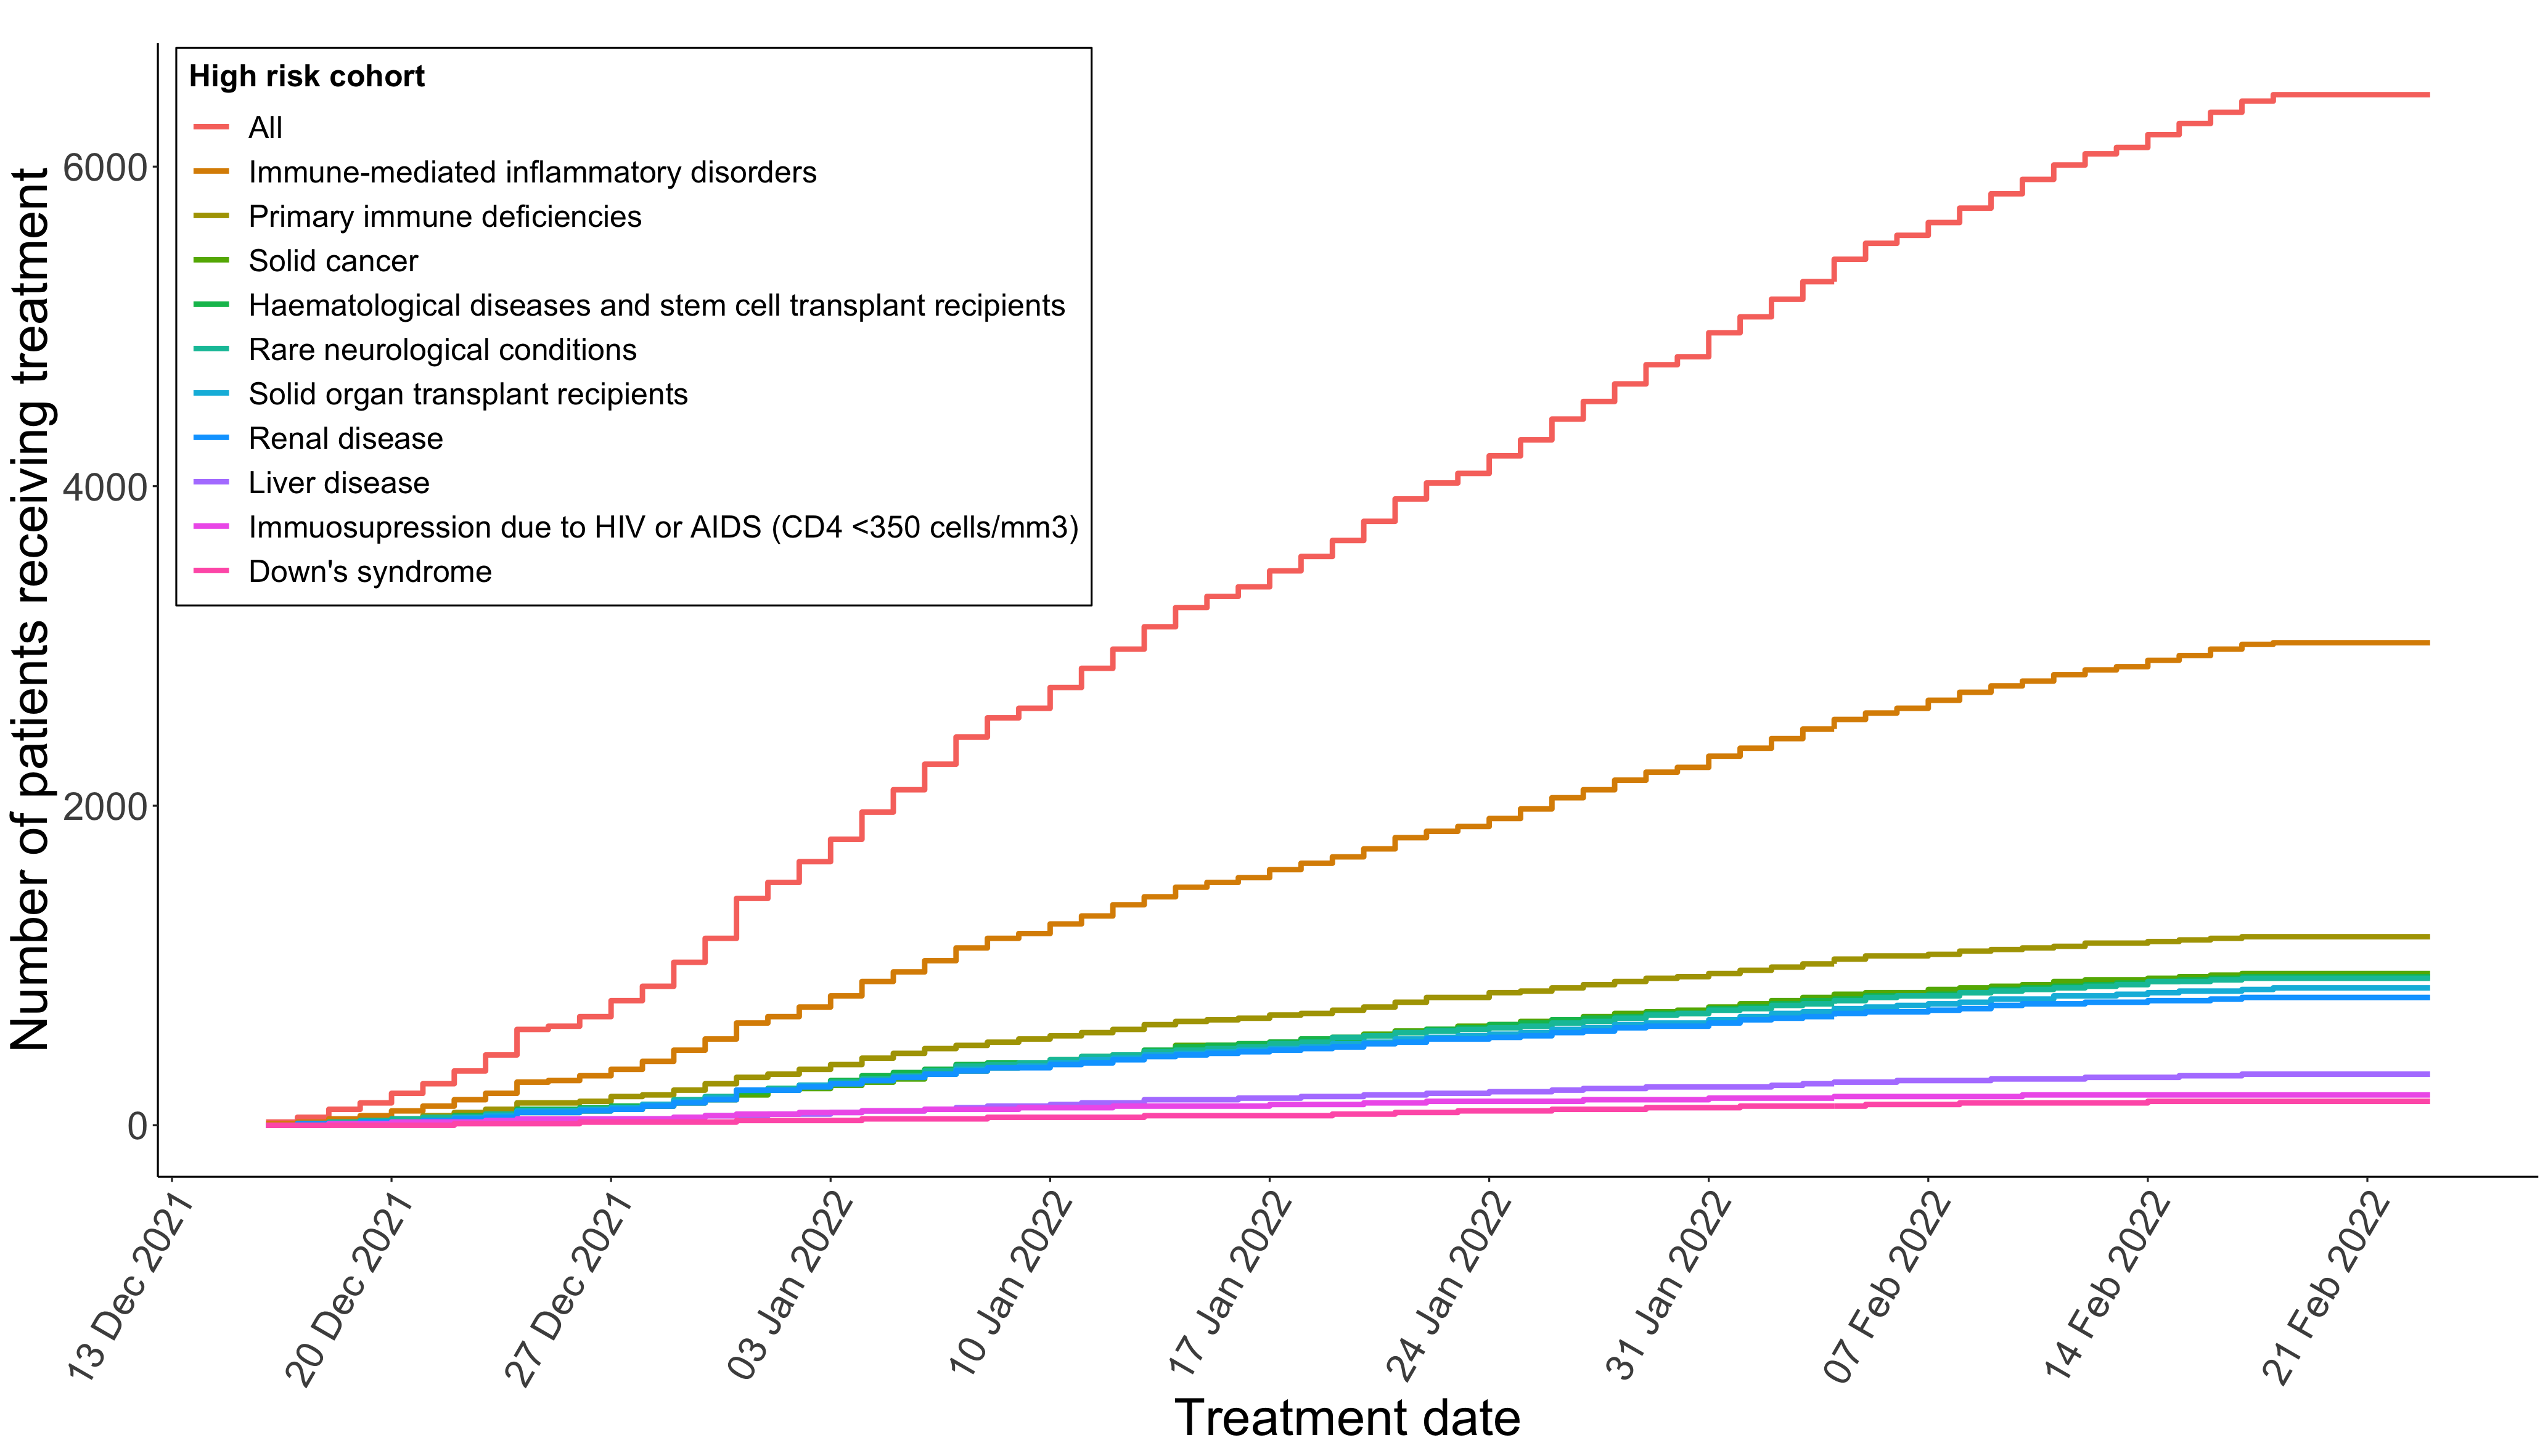 High risk cohort
All
Immune-mediated inflammatory disorders
Primary immune deficiencies
Solid cancer
Haematological diseases and stem cell transplant recipients
Rare neurological conditions
Solid organ transplant recipients
Renal disease
Liver disease
Immuosupression due to HIV or AIDS (CD4 <350 cells/mm3)
Down's syndrome
Number of patients receiving treatment
6000
4000
2000
0
13 Dec 2021
20 Dec 2021
27 Dec 2021
03 Jan 2022
10 Jan 2022
17 Jan 2022
24 Jan 2022
31 Jan 2022
07 Feb 2022
14 Feb 2022
21 Feb 2022
Treatment date